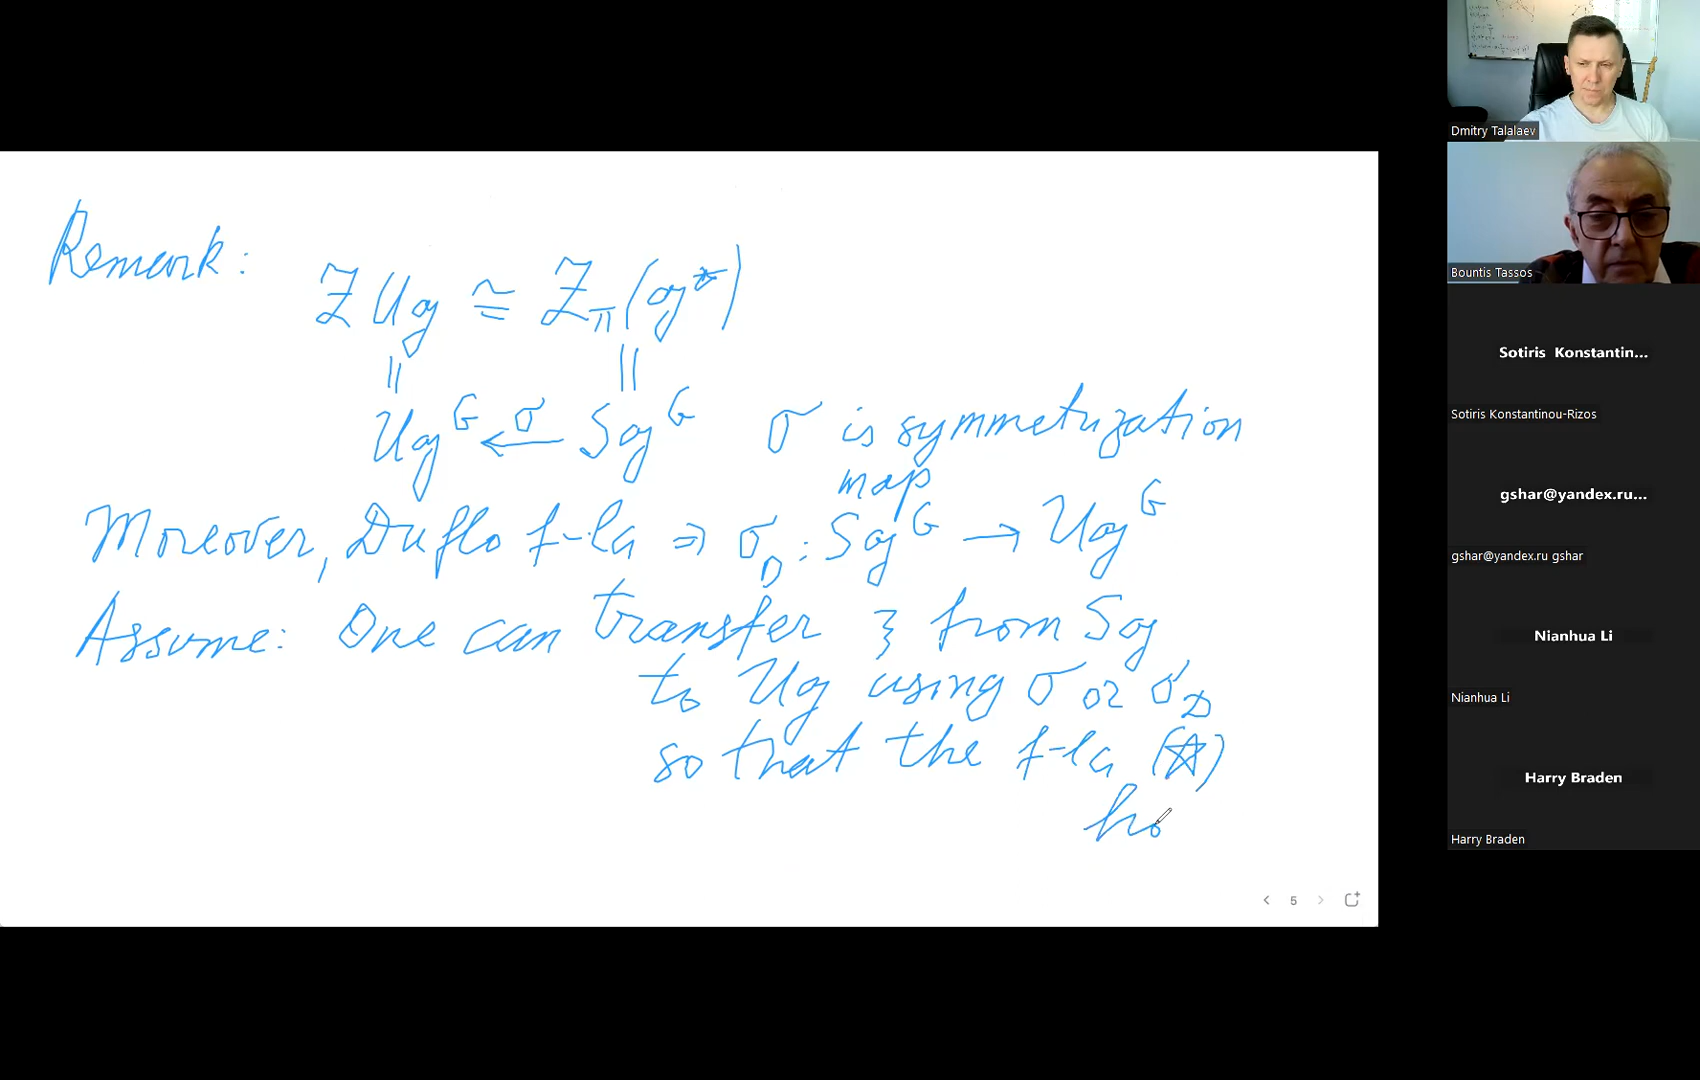 Remark:
ZUg ≅ Z_π(g*)
|| ||
Ug^G ←σ Sg^G σ is symmetrization
map
Moreover, Duflo f-la ⇒ σ_D : Sg^G → Ug^G
Assume: One can transfer ξ from Sg
to Ug using σ or σ_D
so that the f-la (☆)
ho
< 5 >
Dmitry Talalaev
Bountis Tassos
Sotiris Konstantin...
Sotiris Konstantinou-Rizos
gshar@yandex.ru...
gshar@yandex.ru gshar
Nianhua Li
Nianhua Li
Harry Braden
Harry Braden